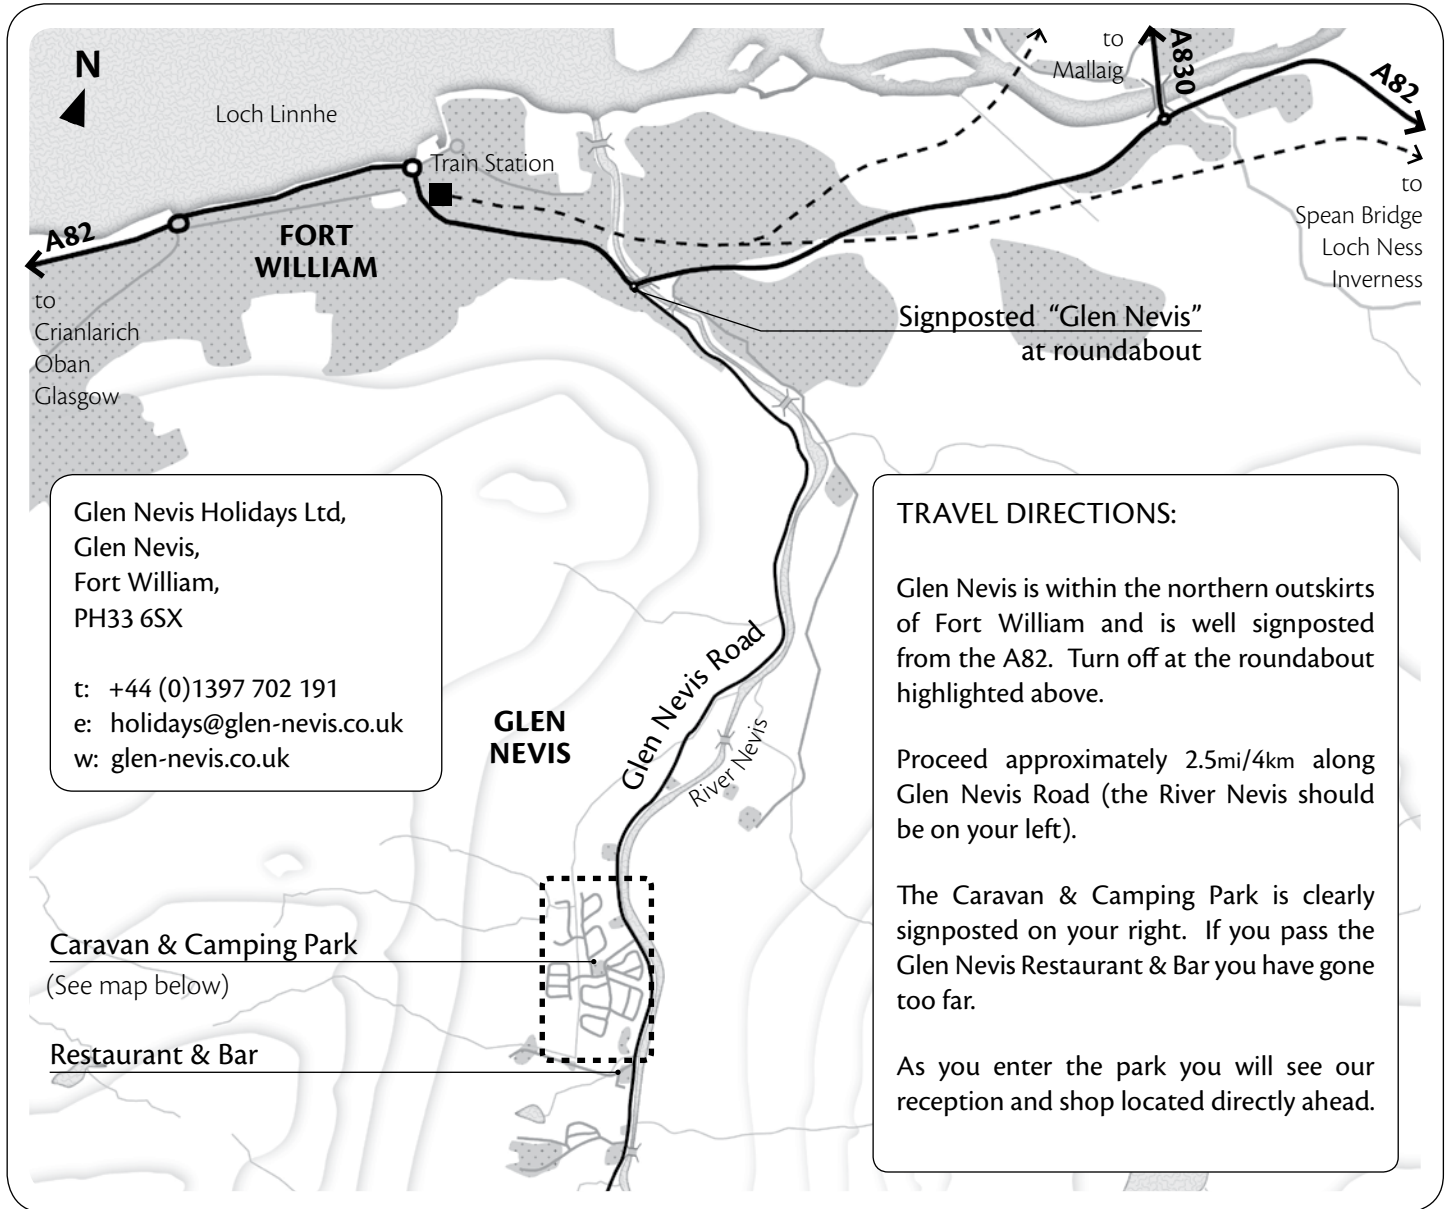 N
Loch Linnhe
Train Station
to
Mallaig
A830
A82
to
Spean Bridge
Loch Ness
Inverness
A82
FORT
WILLIAM
to
Crianlarich
Oban
Glasgow
Signposted “Glen Nevis”
at roundabout
Glen Nevis Holidays Ltd,
Glen Nevis,
Fort William,
PH33 6SX
t: +44 (0)1397 702 191
e: holidays@glen-nevis.co.uk
w: glen-nevis.co.uk
GLEN
NEVIS
Glen Nevis Road
River Nevis
Caravan & Camping Park
(See map below)
Restaurant & Bar
TRAVEL DIRECTIONS:
Glen Nevis is within the northern outskirts
of Fort William and is well signposted
from the A82. Turn off at the roundabout
highlighted above.
Proceed approximately 2.5mi/4km along
Glen Nevis Road (the River Nevis should
be on your left).
The Caravan & Camping Park is clearly
signposted on your right. If you pass the
Glen Nevis Restaurant & Bar you have gone
too far.
As you enter the park you will see our
reception and shop located directly ahead.